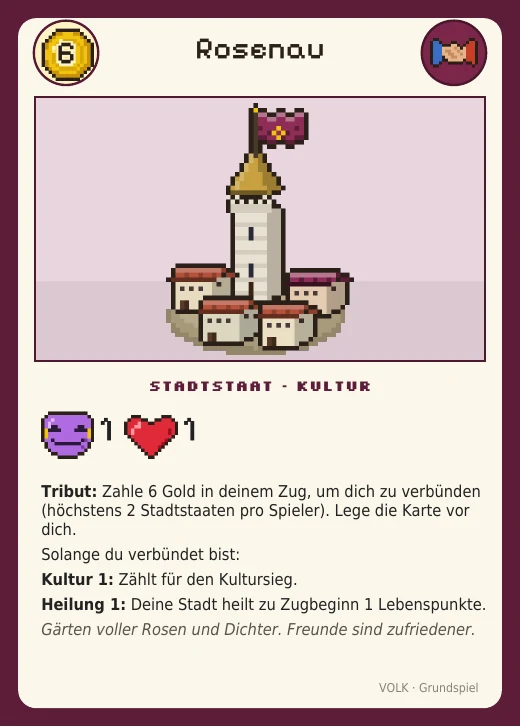 6
Rosenau
STADTSTAAT - KULTUR
1 1
Tribut: Zahle 6 Gold in deinem Zug, um dich zu verbünden
(höchstens 2 Stadtstaaten pro Spieler). Lege die Karte vor
dich.
Solange du verbündet bist:
Kultur 1: Zählt für den Kultursieg.
Heilung 1: Deine Stadt heilt zu Zugbeginn 1 Lebenspunkte.
Gärten voller Rosen und Dichter. Freunde sind zufriedener.
VOLK · Grundspiel